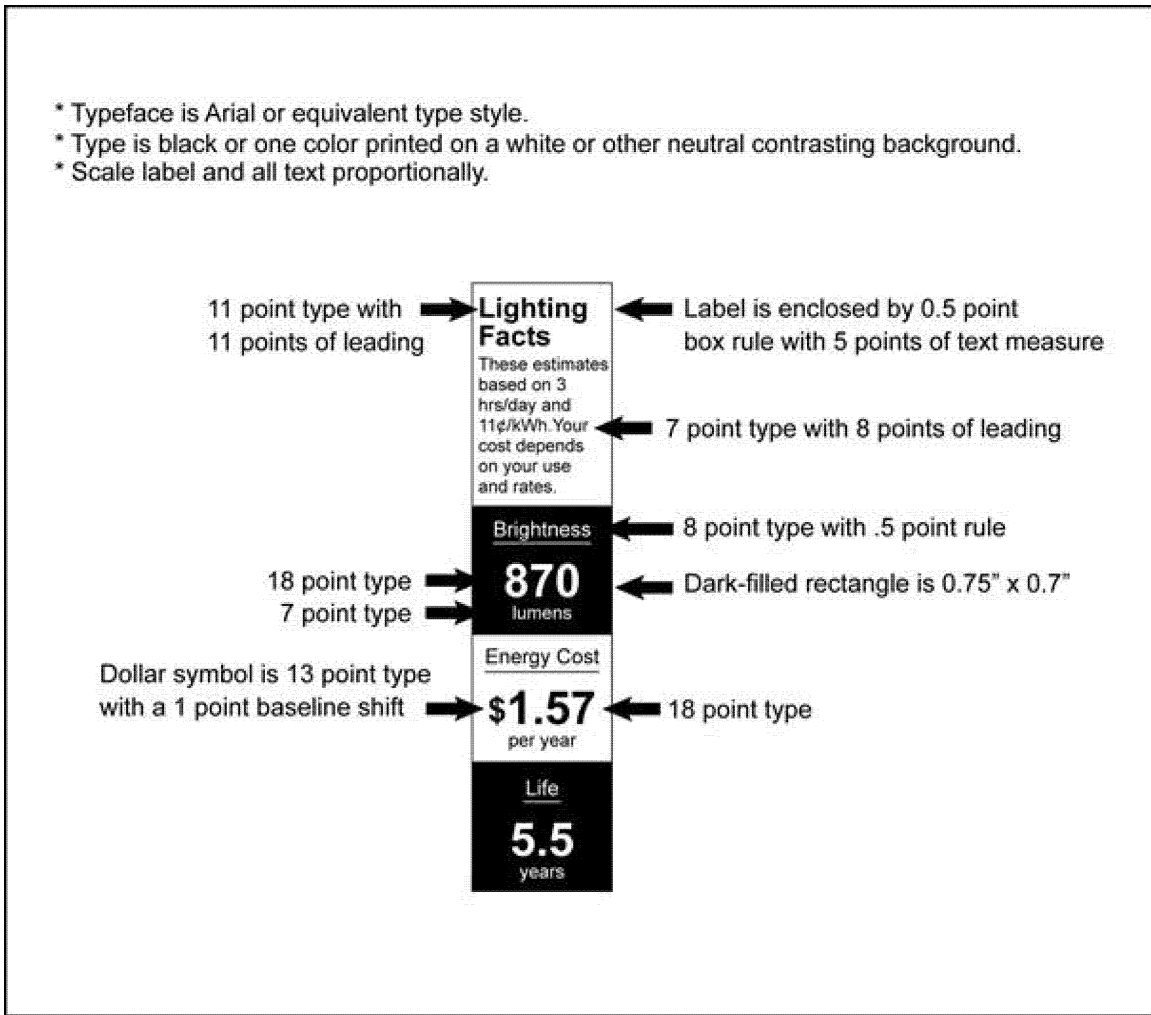 * Typeface is Arial or equivalent type style.
* Type is black or one color printed on a white or other neutral contrasting background.
* Scale label and all text proportionally.
11 point type with
11 points of leading
Lighting
Facts
Label is enclosed by 0.5 point
box rule with 5 points of text measure
These estimates
based on 3
hrs/day and
11¢/kWh.Your
cost depends
on your use
and rates.
7 point type with 8 points of leading
Brightness
8 point type with .5 point rule
18 point type
870
Dark-filled rectangle is 0.75” x 0.7”
7 point type
lumens
Energy Cost
Dollar symbol is 13 point type
with a 1 point baseline shift
$1.57
18 point type
per year
Life
5.5
years